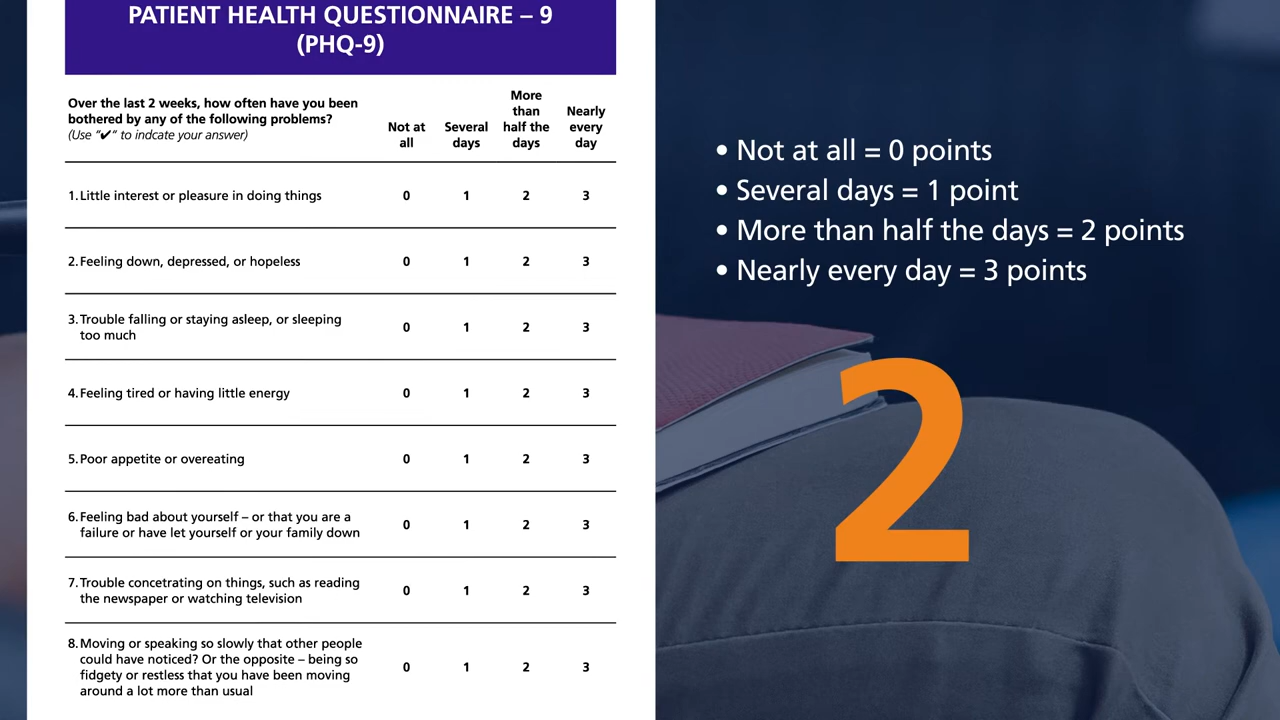 PATIENT HEALTH QUESTIONNAIRE – 9
(PHQ-9)
Over the last 2 weeks, how often have you been
bothered by any of the following problems?
(Use "✔" to indcate your answer)
Not at
all
Several
days
More
than
half the
days
Nearly
every
day
1. Little interest or pleasure in doing things
0 1 2 3
2. Feeling down, depressed, or hopeless
0 1 2 3
3. Trouble falling or staying asleep, or sleeping
too much
0 1 2 3
4. Feeling tired or having little energy
0 1 2 3
5. Poor appetite or overeating
0 1 2 3
6. Feeling bad about yourself – or that you are a
failure or have let yourself or your family down
0 1 2 3
7. Trouble concetrating on things, such as reading
the newspaper or watching television
0 1 2 3
8. Moving or speaking so slowly that other people
could have noticed? Or the opposite – being so
fidgety or restless that you have been moving
around a lot more than usual
0 1 2 3
• Not at all = 0 points
• Several days = 1 point
• More than half the days = 2 points
• Nearly every day = 3 points
2